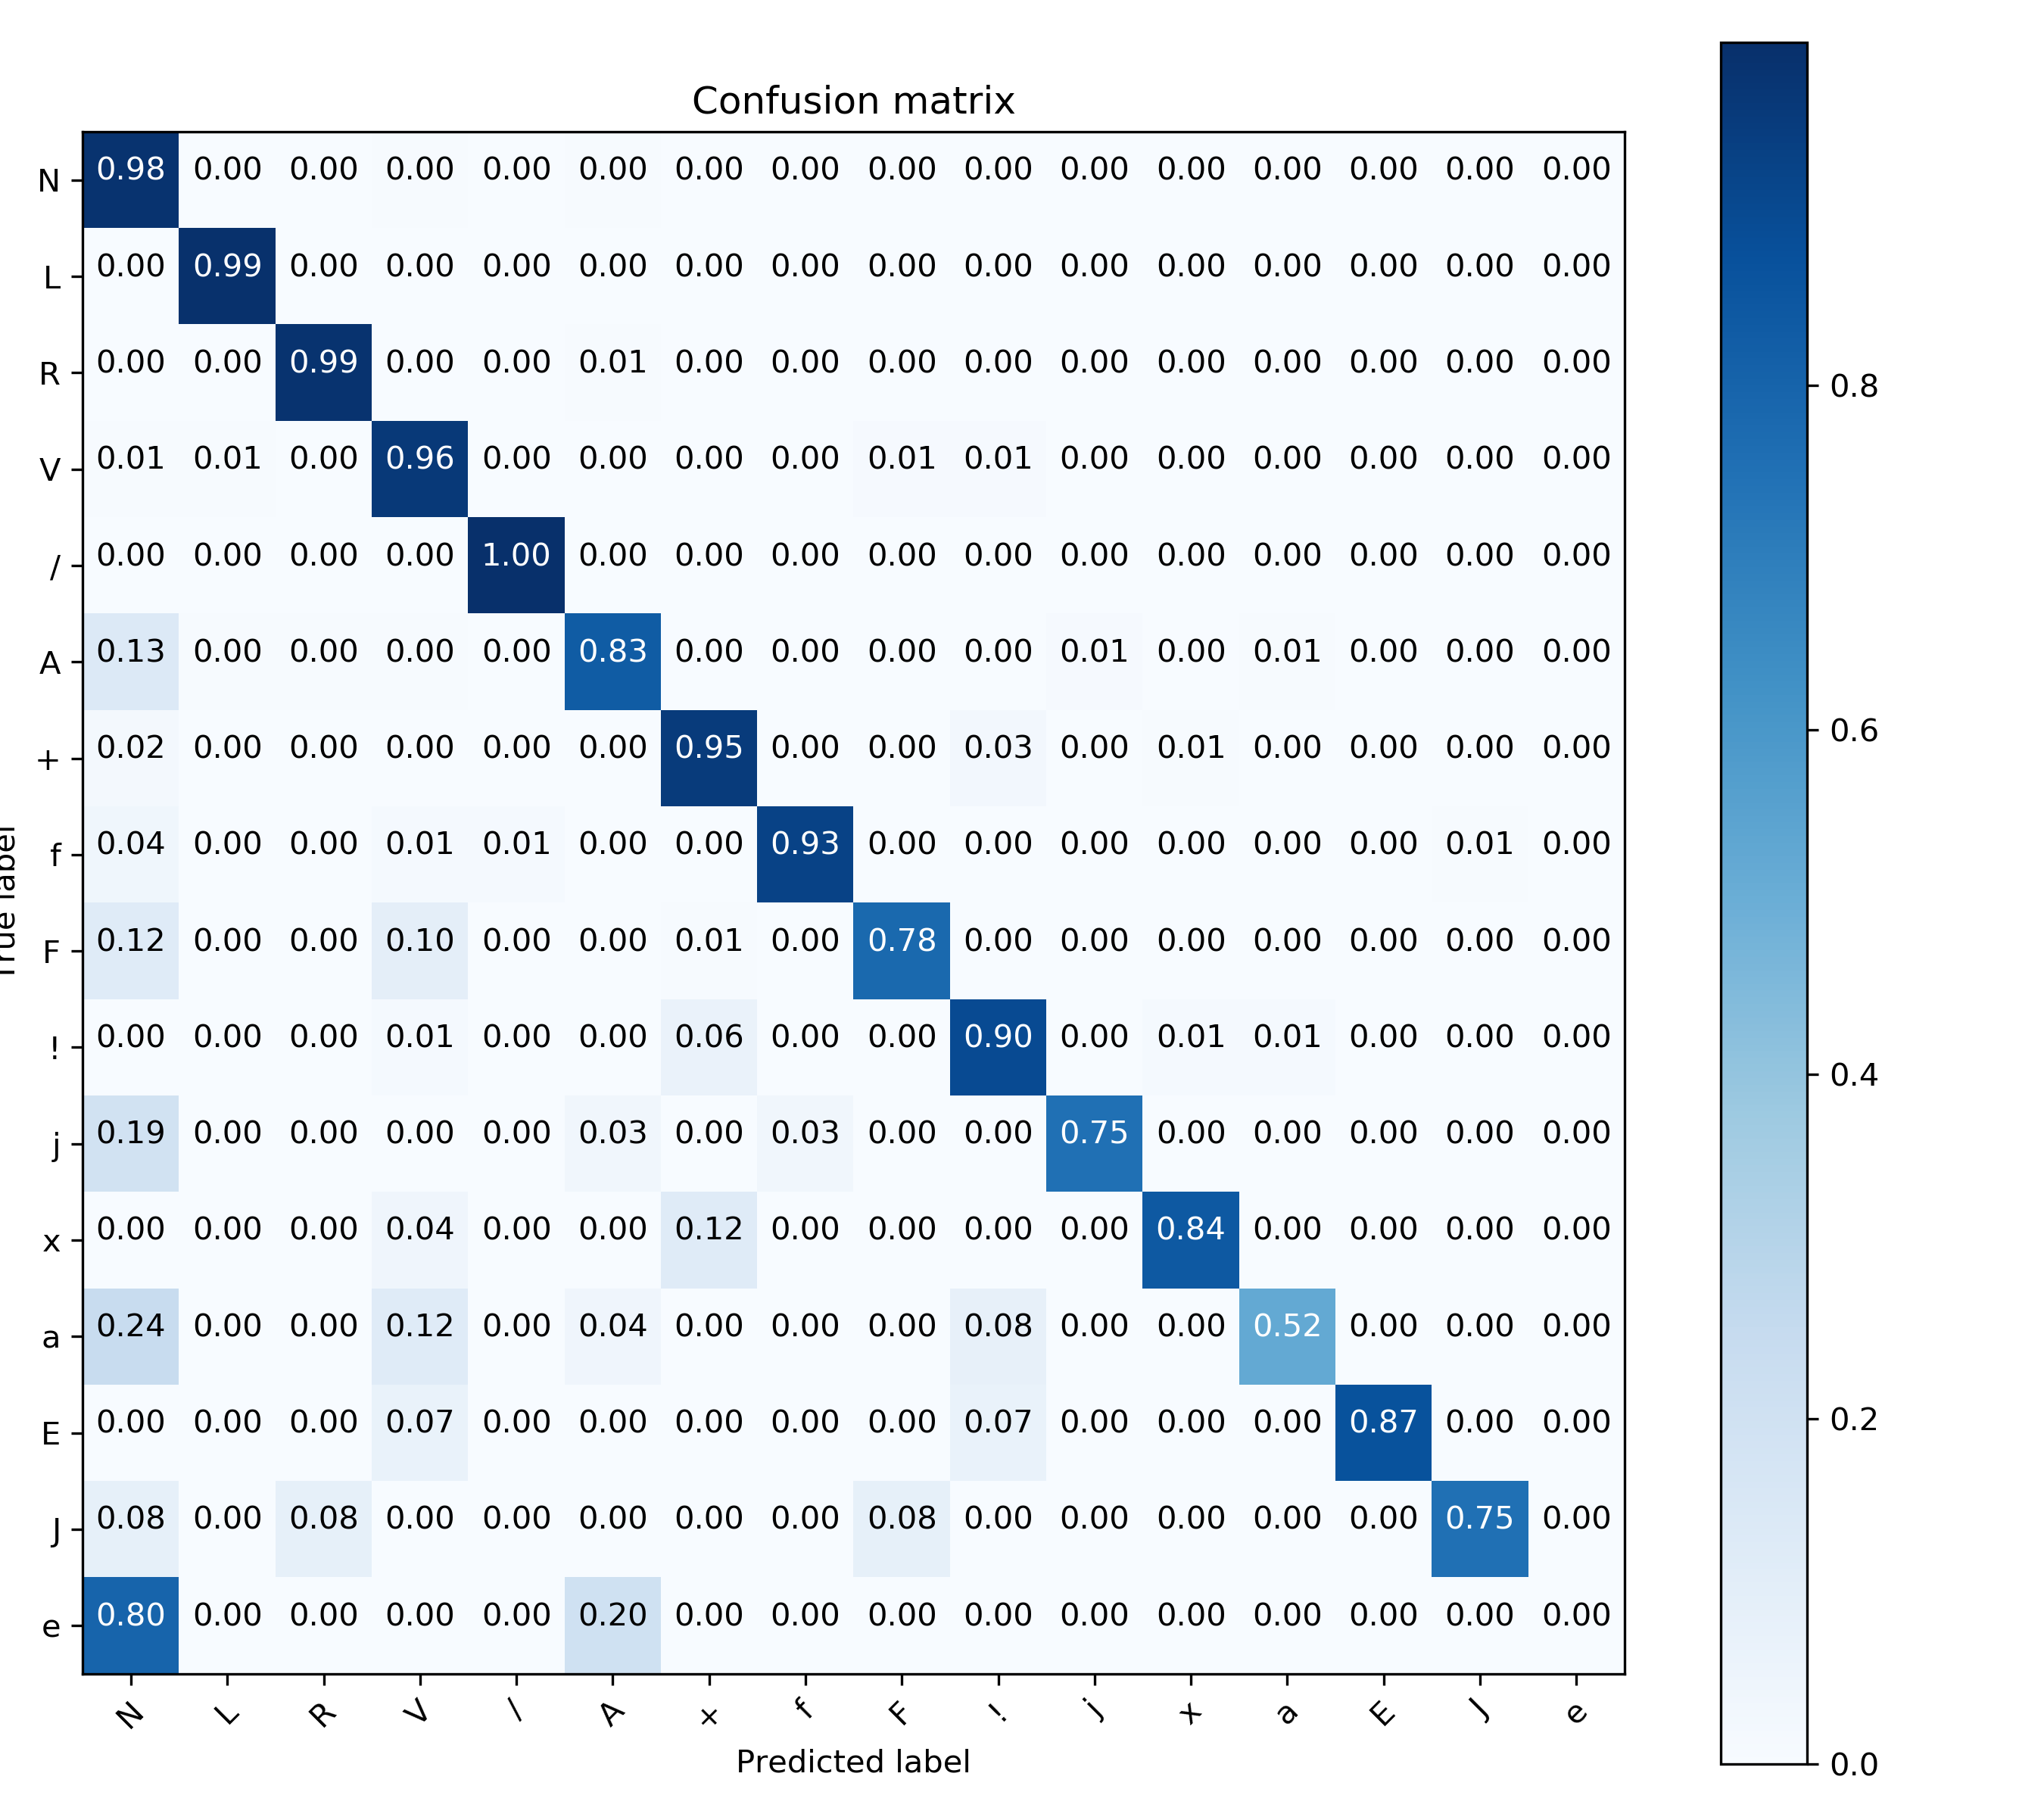 Confusion matrix
N 0.98 0.00 0.00 0.00 0.00 0.00 0.00 0.00 0.00 0.00 0.00 0.00 0.00 0.00 0.00 0.00
L 0.00 0.99 0.00 0.00 0.00 0.00 0.00 0.00 0.00 0.00 0.00 0.00 0.00 0.00 0.00 0.00
R 0.00 0.00 0.99 0.00 0.00 0.01 0.00 0.00 0.00 0.00 0.00 0.00 0.00 0.00 0.00 0.00
V 0.01 0.01 0.00 0.96 0.00 0.00 0.00 0.00 0.01 0.01 0.00 0.00 0.00 0.00 0.00 0.00
/ 0.00 0.00 0.00 0.00 1.00 0.00 0.00 0.00 0.00 0.00 0.00 0.00 0.00 0.00 0.00 0.00
A 0.13 0.00 0.00 0.00 0.00 0.83 0.00 0.00 0.00 0.00 0.01 0.00 0.01 0.00 0.00 0.00
+ 0.02 0.00 0.00 0.00 0.00 0.00 0.95 0.00 0.00 0.03 0.00 0.01 0.00 0.00 0.00 0.00
f 0.04 0.00 0.00 0.01 0.01 0.00 0.00 0.93 0.00 0.00 0.00 0.00 0.00 0.00 0.01 0.00
F 0.12 0.00 0.00 0.10 0.00 0.00 0.01 0.00 0.78 0.00 0.00 0.00 0.00 0.00 0.00 0.00
! 0.00 0.00 0.00 0.01 0.00 0.00 0.06 0.00 0.00 0.90 0.00 0.01 0.01 0.00 0.00 0.00
j 0.19 0.00 0.00 0.00 0.00 0.03 0.00 0.03 0.00 0.00 0.75 0.00 0.00 0.00 0.00 0.00
x 0.00 0.00 0.00 0.04 0.00 0.00 0.12 0.00 0.00 0.00 0.00 0.84 0.00 0.00 0.00 0.00
a 0.24 0.00 0.00 0.12 0.00 0.04 0.00 0.00 0.00 0.08 0.00 0.00 0.52 0.00 0.00 0.00
E 0.00 0.00 0.00 0.07 0.00 0.00 0.00 0.00 0.00 0.07 0.00 0.00 0.00 0.87 0.00 0.00
J 0.08 0.00 0.08 0.00 0.00 0.00 0.00 0.00 0.08 0.00 0.00 0.00 0.00 0.00 0.75 0.00
e 0.80 0.00 0.00 0.00 0.00 0.20 0.00 0.00 0.00 0.00 0.00 0.00 0.00 0.00 0.00 0.00
N L R V / A + f F ! j x a E J e
Predicted label
True label
0.8
0.6
0.4
0.2
0.0